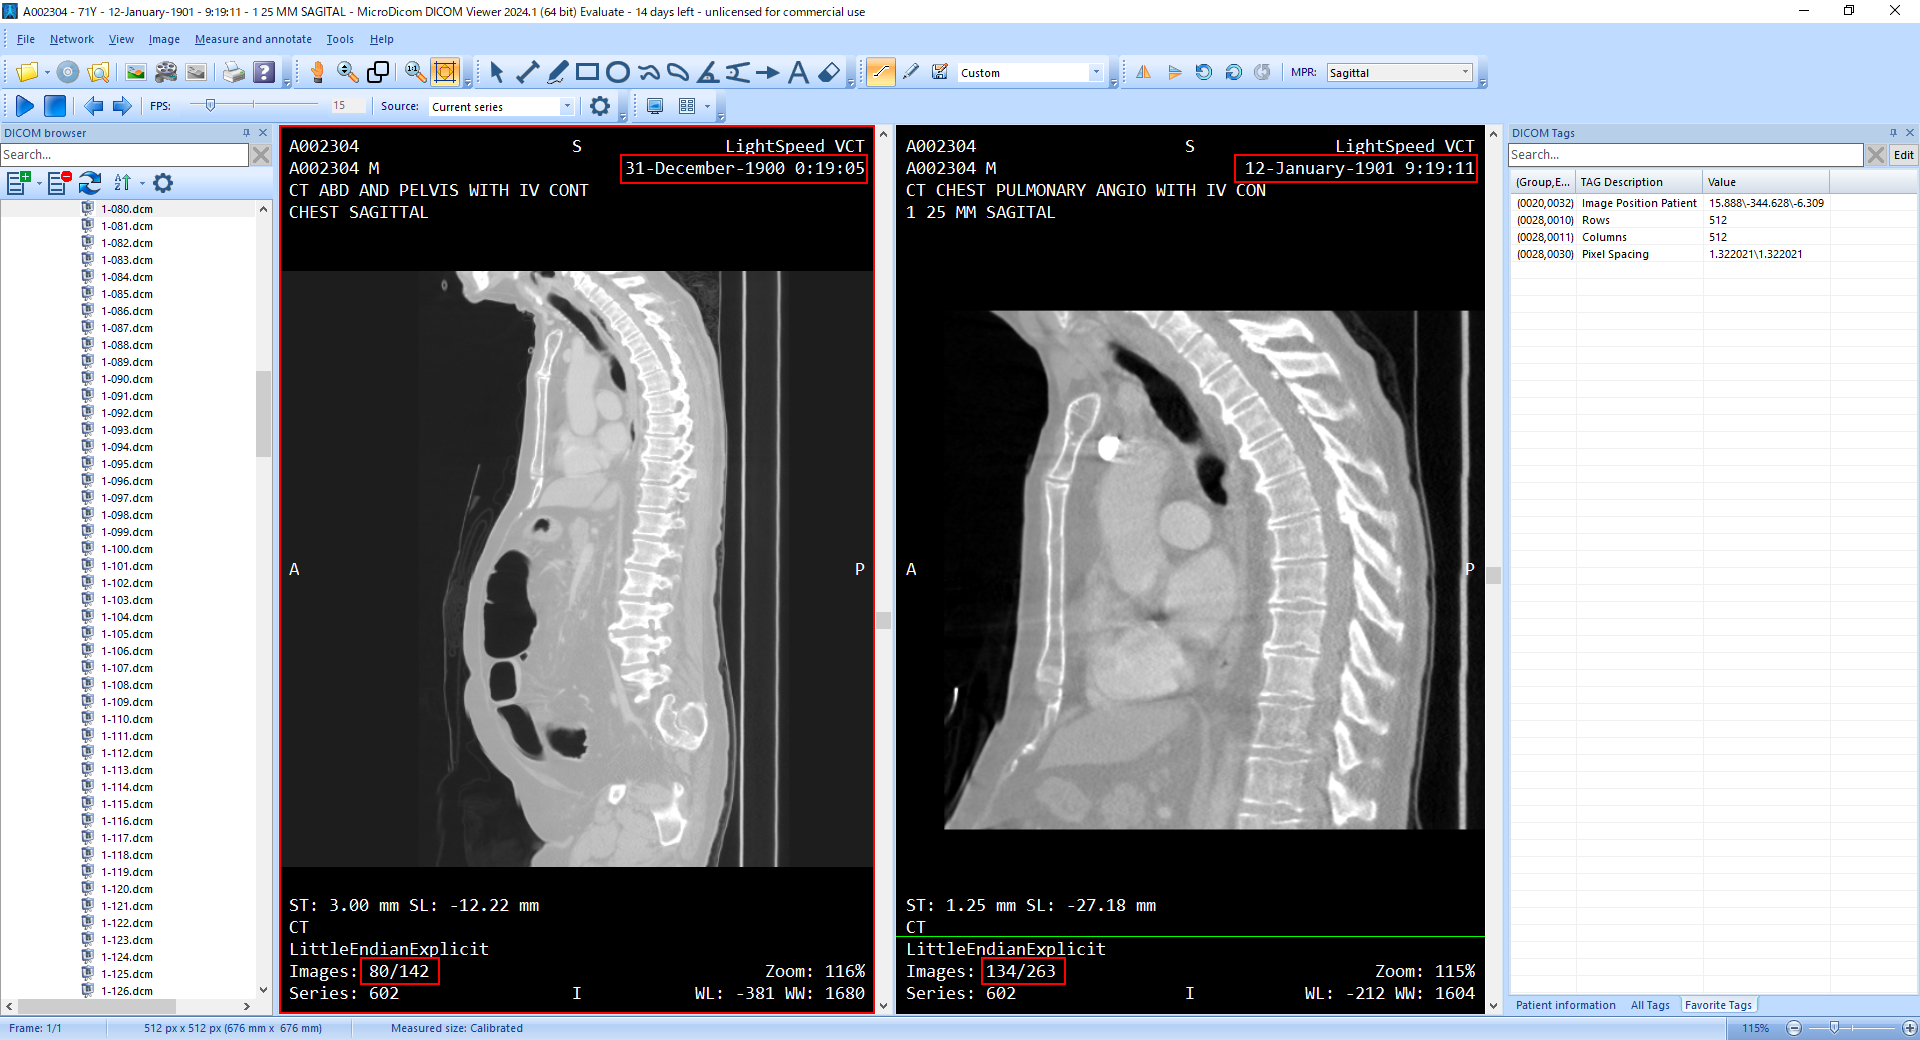 A002304 - 71Y - 12-January-1901 - 9:19:11 - 1 25 MM SAGITAL - MicroDicom DICOM Viewer 2024.1 (64 bit) Evaluate - 14 days left - unlicensed for commercial use
File Network View Image Measure and annotate Tools Help
1:1 Custom MPR: Sagittal
FPS: 15 Source: Current series
DICOM browser
Search...
1-080.dcm
1-081.dcm
1-082.dcm
1-083.dcm
1-084.dcm
1-085.dcm
1-086.dcm
1-087.dcm
1-088.dcm
1-089.dcm
1-090.dcm
1-091.dcm
1-092.dcm
1-093.dcm
1-094.dcm
1-095.dcm
1-096.dcm
1-097.dcm
1-098.dcm
1-099.dcm
1-100.dcm
1-101.dcm
1-102.dcm
1-103.dcm
1-104.dcm
1-105.dcm
1-106.dcm
1-107.dcm
1-108.dcm
1-109.dcm
1-110.dcm
1-111.dcm
1-112.dcm
1-113.dcm
1-114.dcm
1-115.dcm
1-116.dcm
1-117.dcm
1-118.dcm
1-119.dcm
1-120.dcm
1-121.dcm
1-122.dcm
1-123.dcm
1-124.dcm
1-125.dcm
1-126.dcm
A002304 S LightSpeed VCT
A002304 M 31-December-1900 0:19:05
CT ABD AND PELVIS WITH IV CONT
CHEST SAGITTAL
A P
ST: 3.00 mm SL: -12.22 mm
CT
LittleEndianExplicit
Images: 80/142 Zoom: 116%
Series: 602 I WL: -381 WW: 1680
A002304 S LightSpeed VCT
A002304 M 12-January-1901 9:19:11
CT CHEST PULMONARY ANGIO WITH IV CON
1 25 MM SAGITAL
A P
ST: 1.25 mm SL: -27.18 mm
CT
LittleEndianExplicit
Images: 134/263 Zoom: 115%
Series: 602 I WL: -212 WW: 1604
DICOM Tags
Search... Edit
(Group,E... TAG Description Value
(0020,0032) Image Position Patient 15.888\-344.628\-6.309
(0028,0010) Rows 512
(0028,0011) Columns 512
(0028,0030) Pixel Spacing 1.322021\1.322021
Patient information All Tags Favorite Tags
Frame: 1/1 512 px x 512 px (676 mm x 676 mm) Measured size: Calibrated 115%